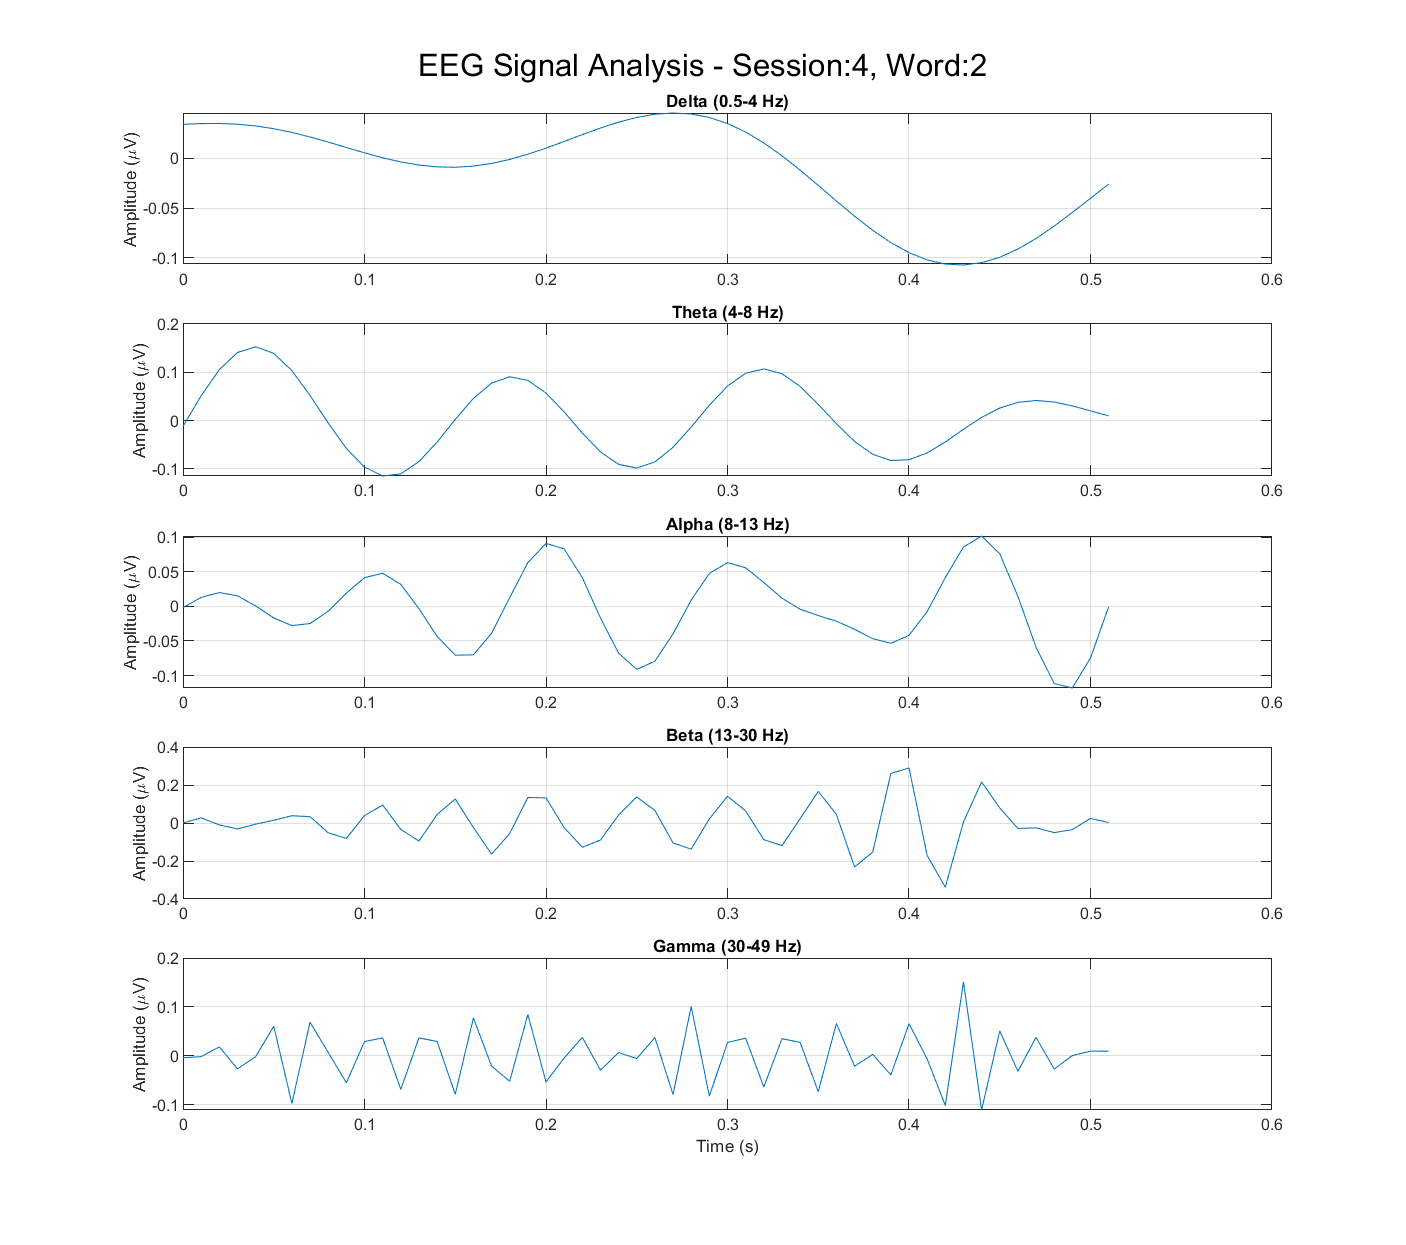 EEG Signal Analysis - Session:4, Word:2
Delta (0.5-4 Hz)
Amplitude (μV)
0
-0.05
-0.1
0 0.1 0.2 0.3 0.4 0.5 0.6
Theta (4-8 Hz)
Amplitude (μV)
0.2
0.1
0
-0.1
0 0.1 0.2 0.3 0.4 0.5 0.6
Alpha (8-13 Hz)
Amplitude (μV)
0.1
0.05
0
-0.05
-0.1
0 0.1 0.2 0.3 0.4 0.5 0.6
Beta (13-30 Hz)
Amplitude (μV)
0.4
0.2
0
-0.2
-0.4
0 0.1 0.2 0.3 0.4 0.5 0.6
Gamma (30-49 Hz)
Amplitude (μV)
0.2
0.1
0
-0.1
0 0.1 0.2 0.3 0.4 0.5 0.6
Time (s)